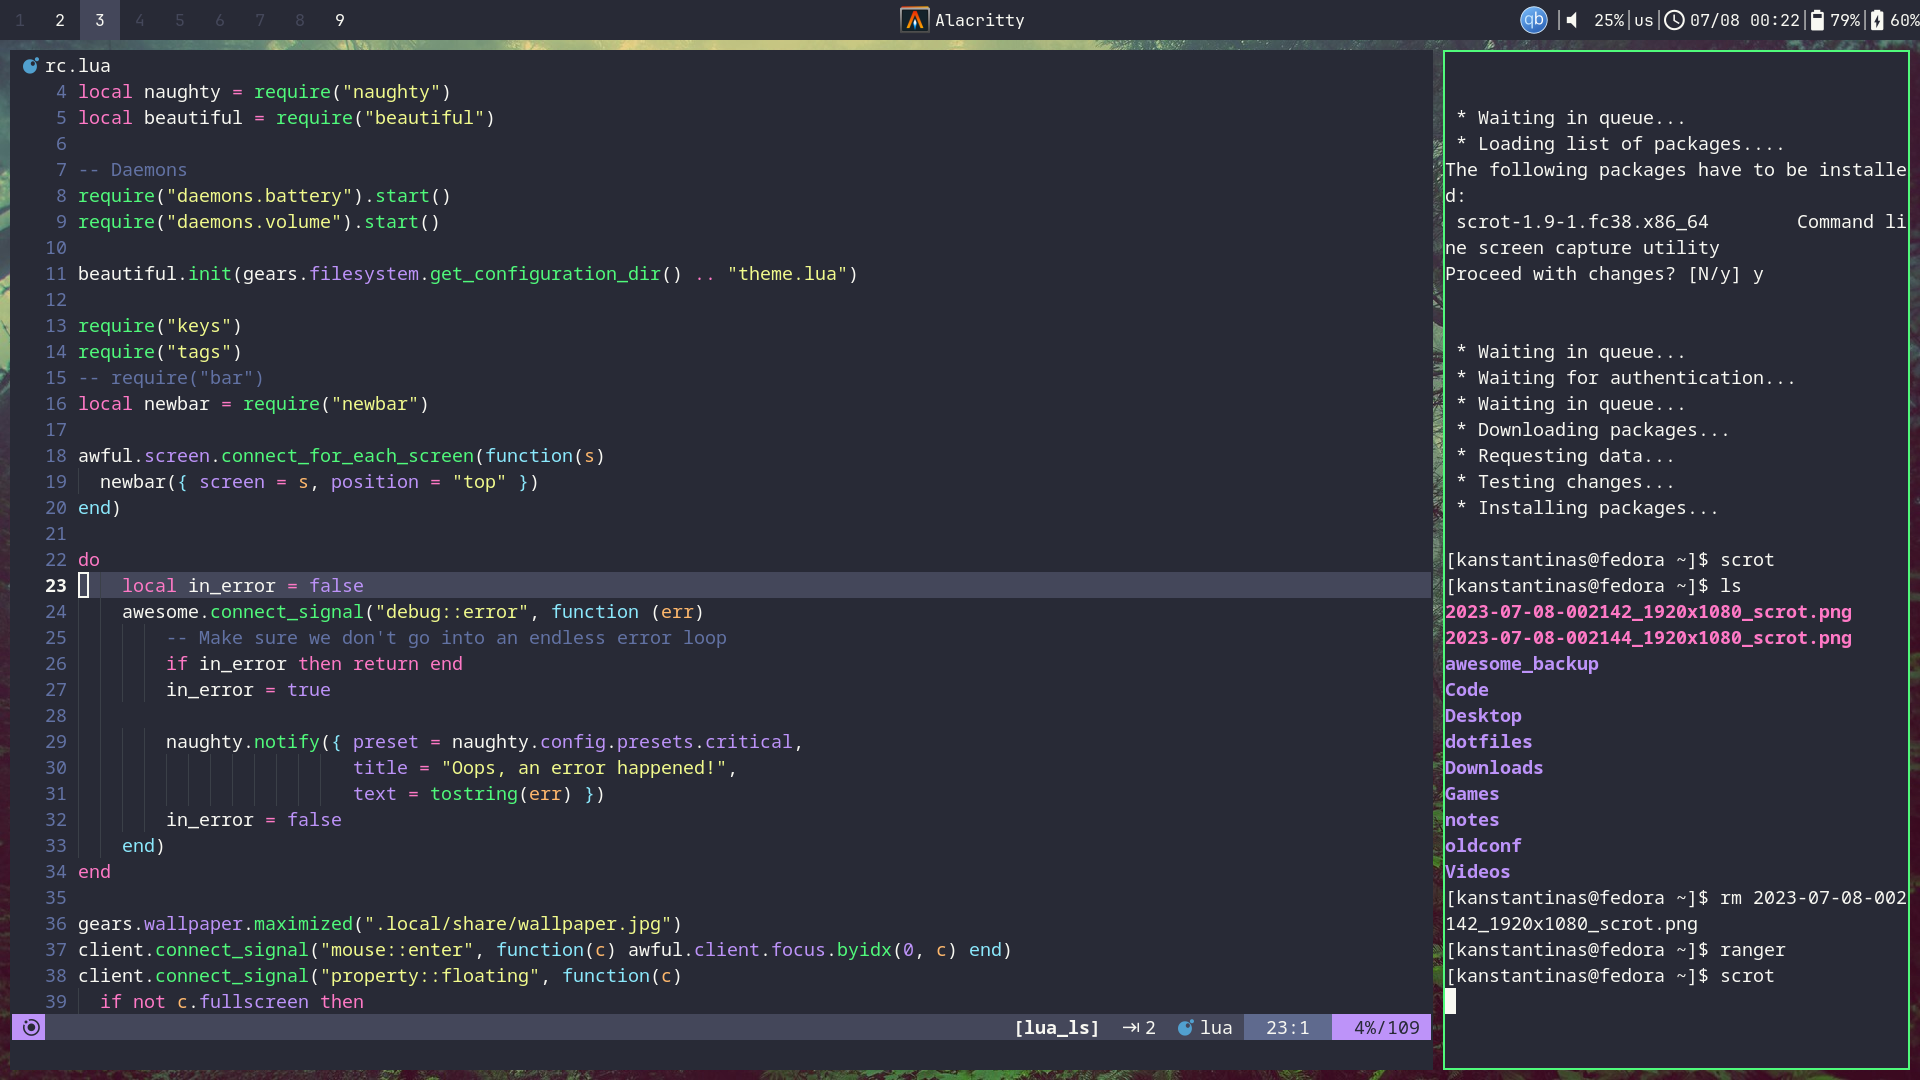 1 2 3 4 5 6 7 8 9
Alacritty
qb | 25%|us| 07/08 00:22| 79%| 60%
rc.lua
4 local naughty = require("naughty")
5 local beautiful = require("beautiful")
6
7 -- Daemons
8 require("daemons.battery").start()
9 require("daemons.volume").start()
10
11 beautiful.init(gears.filesystem.get_configuration_dir() .. "theme.lua")
12
13 require("keys")
14 require("tags")
15 -- require("bar")
16 local newbar = require("newbar")
17
18 awful.screen.connect_for_each_screen(function(s)
19   newbar({ screen = s, position = "top" })
20 end)
21
22 do
23     local in_error = false
24     awesome.connect_signal("debug::error", function (err)
25         -- Make sure we don't go into an endless error loop
26         if in_error then return end
27         in_error = true
28
29         naughty.notify({ preset = naughty.config.presets.critical,
30                          title = "Oops, an error happened!",
31                          text = tostring(err) })
32         in_error = false
33     end)
34 end
35
36 gears.wallpaper.maximized(".local/share/wallpaper.jpg")
37 client.connect_signal("mouse::enter", function(c) awful.client.focus.byidx(0, c) end)
38 client.connect_signal("property::floating", function(c)
39   if not c.fullscreen then
[lua_ls] ⇥2 lua 23:1 4%/109
* Waiting in queue...
* Loading list of packages....
The following packages have to be installe
d:
scrot-1.9-1.fc38.x86_64        Command li
ne screen capture utility
Proceed with changes? [N/y] y
* Waiting in queue...
* Waiting for authentication...
* Waiting in queue...
* Downloading packages...
* Requesting data...
* Testing changes...
* Installing packages...
[kanstantinas@fedora ~]$ scrot
[kanstantinas@fedora ~]$ ls
2023-07-08-002142_1920x1080_scrot.png
2023-07-08-002144_1920x1080_scrot.png
awesome_backup
Code
Desktop
dotfiles
Downloads
Games
notes
oldconf
Videos
[kanstantinas@fedora ~]$ rm 2023-07-08-002
142_1920x1080_scrot.png
[kanstantinas@fedora ~]$ ranger
[kanstantinas@fedora ~]$ scrot